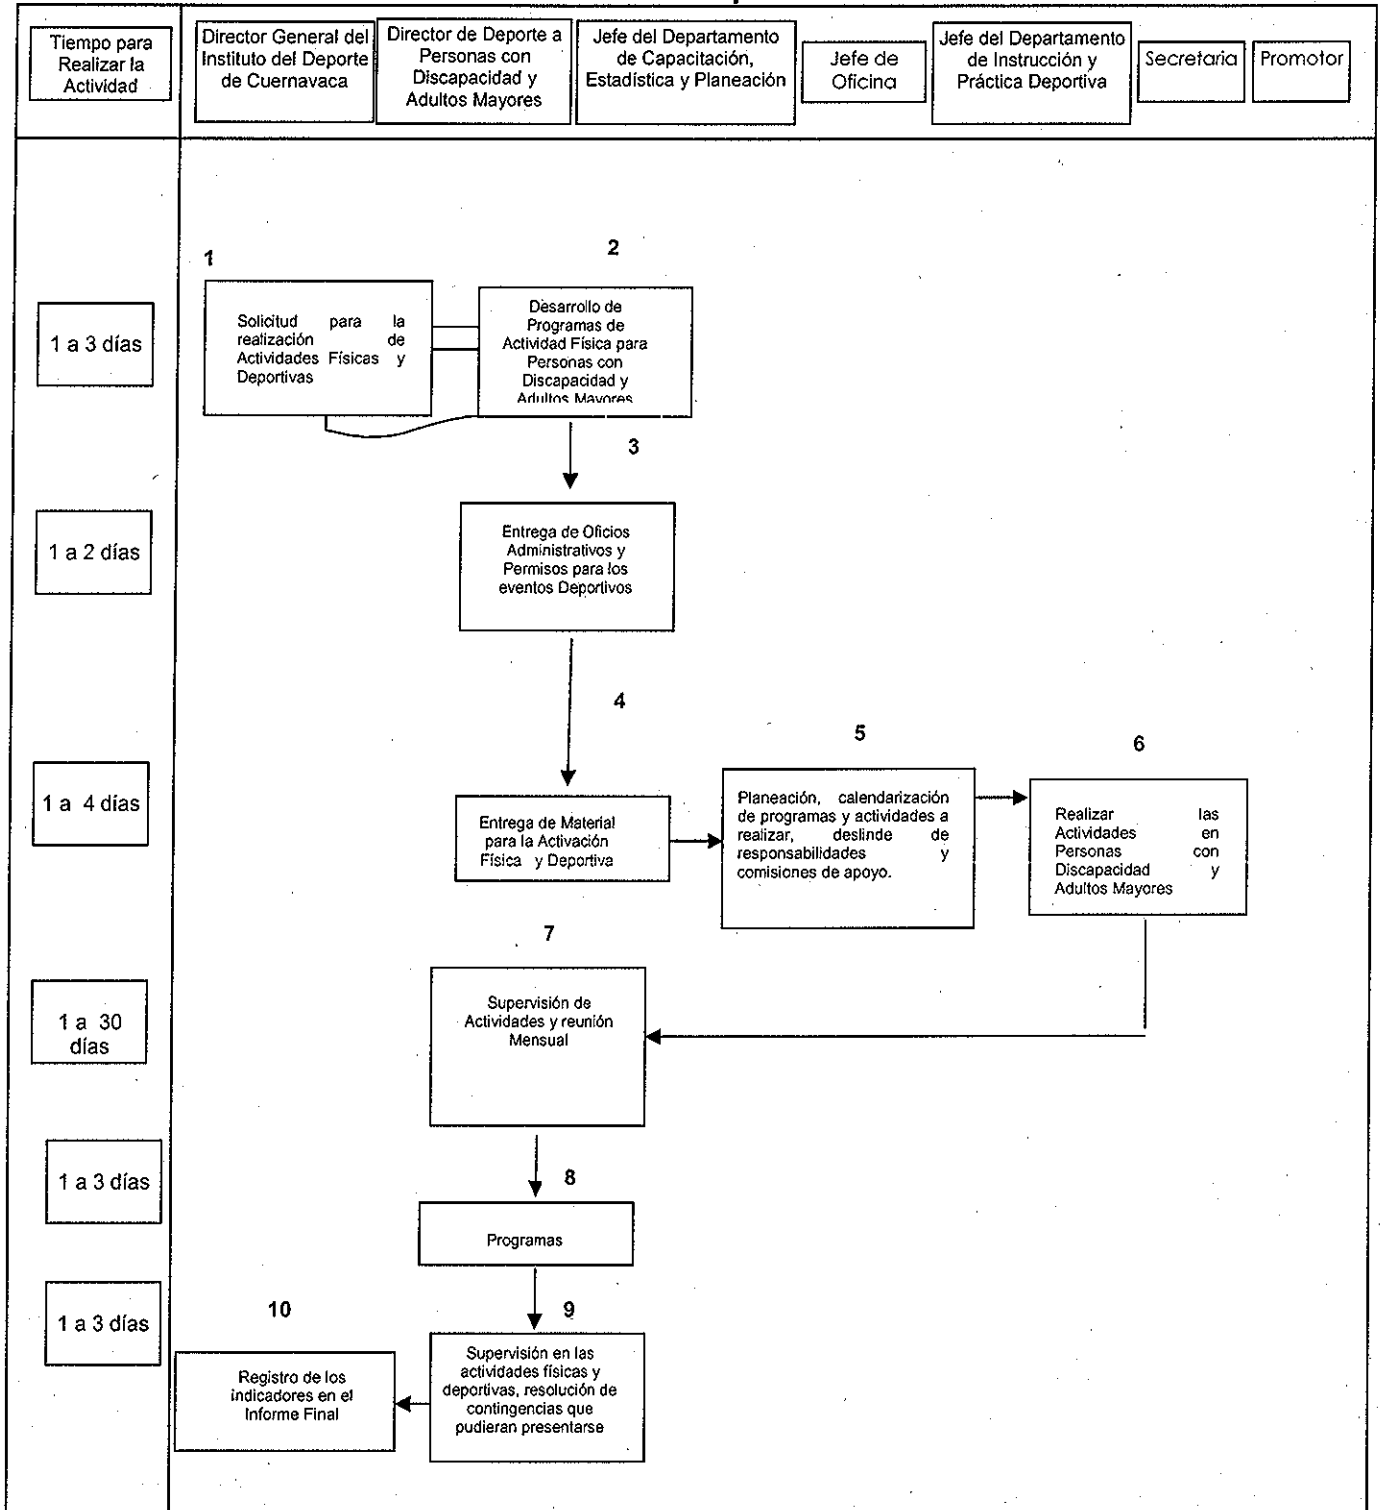 Tiempo para
Realizar la
Actividad
Director General del
Instituto del Deporte
de Cuernavaca
Director de Deporte a
Personas con
Discapacidad y
Adultos Mayores
Jefe del Departamento
de Capacitación,
Estadística y Planeación
Jefe de
Oficina
Jefe del Departamento
de Instrucción y
Práctica Deportiva
Secretaria
Promotor
1
2
1 a 3 días
Solicitud para la
realización de
Actividades Físicas y
Deportivas
Desarrollo de
Programas de
Actividad Física para
Personas con
Discapacidad y
Adultos Mayores
3
1 a 2 días
Entrega de Oficios
Administrativos y
Permisos para los
eventos Deportivos
4
5
6
1 a 4 días
Entrega de Material
para la Activación
Física y Deportiva
Planeación, calendarización
de programas y actividades a
realizar, deslinde de
responsabilidades y
comisiones de apoyo.
Realizar las
Actividades en
Personas con
Discapacidad y
Adultos Mayores
7
1 a 30
días
Supervisión de
Actividades y reunión
Mensual
8
1 a 3 días
Programas
9
10
1 a 3 días
Supervisión en las
actividades físicas y
deportivas, resolución de
contingencias que
pudieran presentarse
Registro de los
indicadores en el
Informe Final